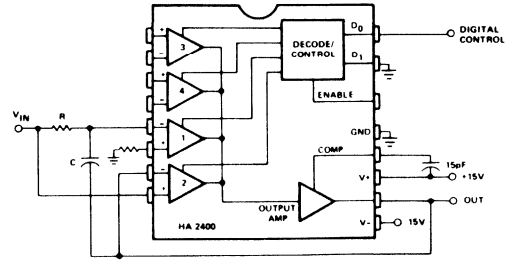 D0
D1
DECODE/
CONTROL
DIGITAL
CONTROL
ENABLE
3
4
1
2
+
−
+
−
−
+
−
+
VIN
R
C
GND
COMP
15pF
V+
+15V
OUTPUT
AMP
OUT
V−
15V
HA 2400